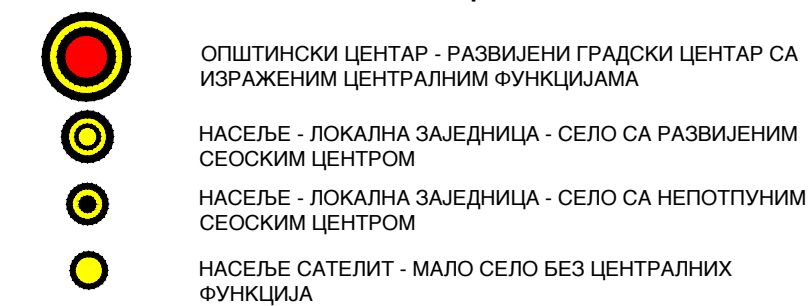 ОПШТИНСКИ ЦЕНТАР - РАЗВИЈЕНИ ГРАДСКИ ЦЕНТАР СА
ИЗРАЖЕНИМ ЦЕНТРАЛНИМ ФУНКЦИЈАМА
НАСЕЉЕ - ЛОКАЛНА ЗАЈЕДНИЦА - СЕЛО СА РАЗВИЈЕНИМ
СЕОСКИМ ЦЕНТРОМ
НАСЕЉЕ - ЛОКАЛНА ЗАЈЕДНИЦА - СЕЛО СА НЕПОТПУНИМ
СЕОСКИМ ЦЕНТРОМ
НАСЕЉЕ САТЕЛИТ - МАЛО СЕЛО БЕЗ ЦЕНТРАЛНИХ
ФУНКЦИЈА